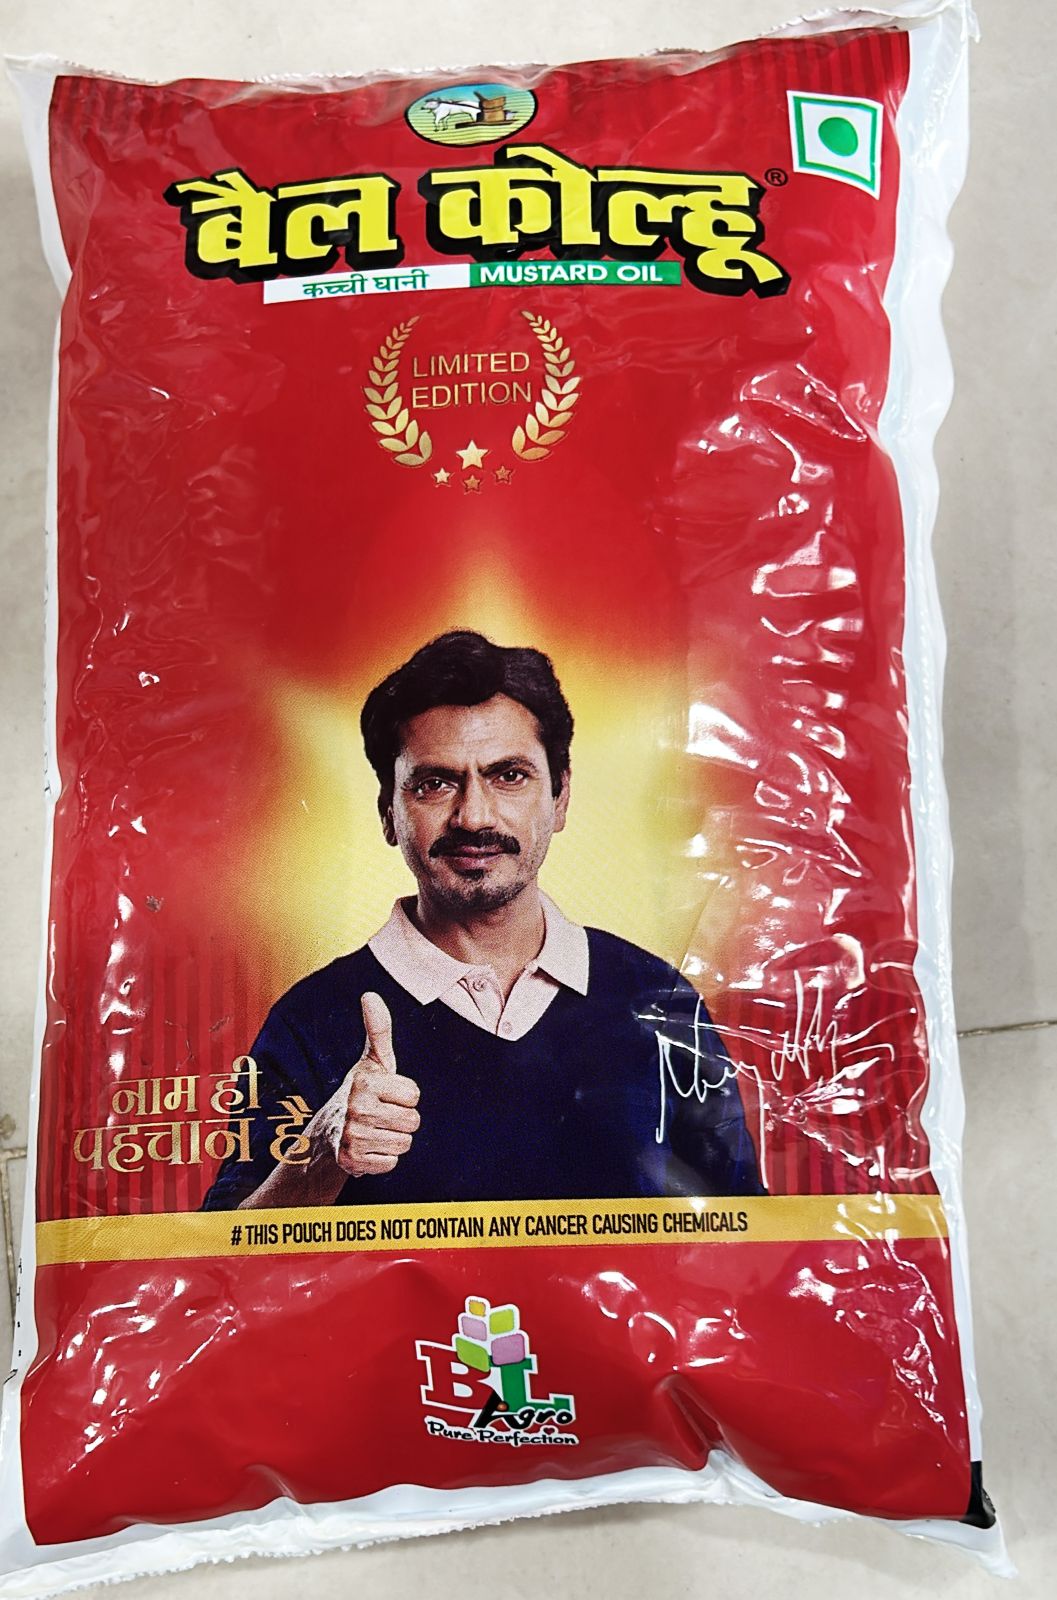 बैल कोल्हू®
कच्ची घानी MUSTARD OIL
LIMITED
EDITION
नाम ही
पहचान है
# THIS POUCH DOES NOT CONTAIN ANY CANCER CAUSING CHEMICALS
BL
Agro
Pure Perfection